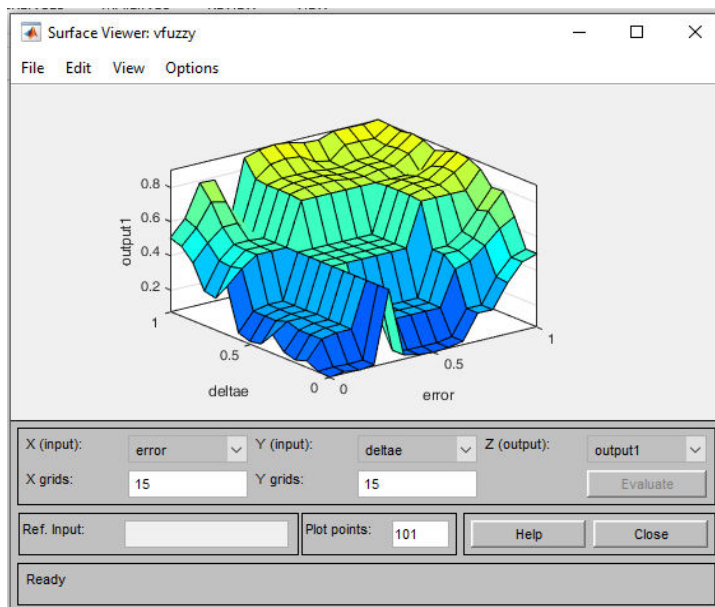 Surface Viewer: vfuzzy
File Edit View Options
0.8
0.6
0.4
0.2
output1
1
0.5
0
deltae
0
0.5
1
error
X (input): error Y (input): deltae Z (output): output1
X grids: 15 Y grids: 15 Evaluate
Ref. Input: Plot points: 101 Help Close
Ready